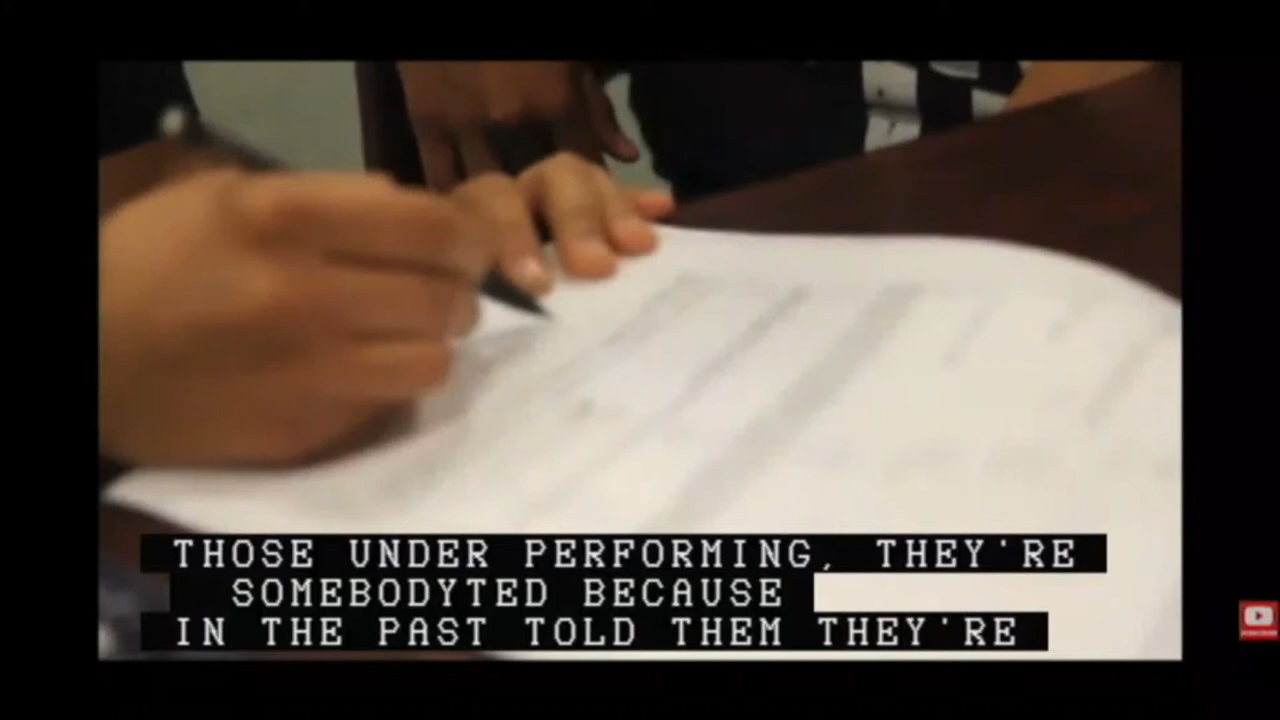 THOSE UNDER PERFORMING, THEY'RE
SOMEBODYTED BECAUSE
IN THE PAST TOLD THEM THEY'RE